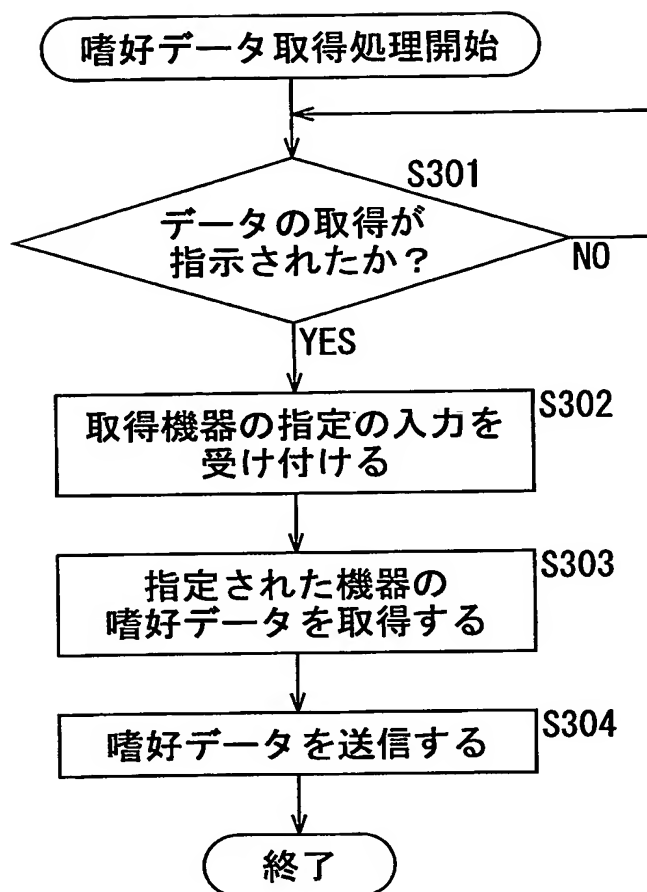 嗜好データ取得処理開始
S301
データの取得が
指示されたか?
NO
YES
S302
取得機器の指定の入力を
受け付ける
S303
指定された機器の
嗜好データを取得する
S304
嗜好データを送信する
終了